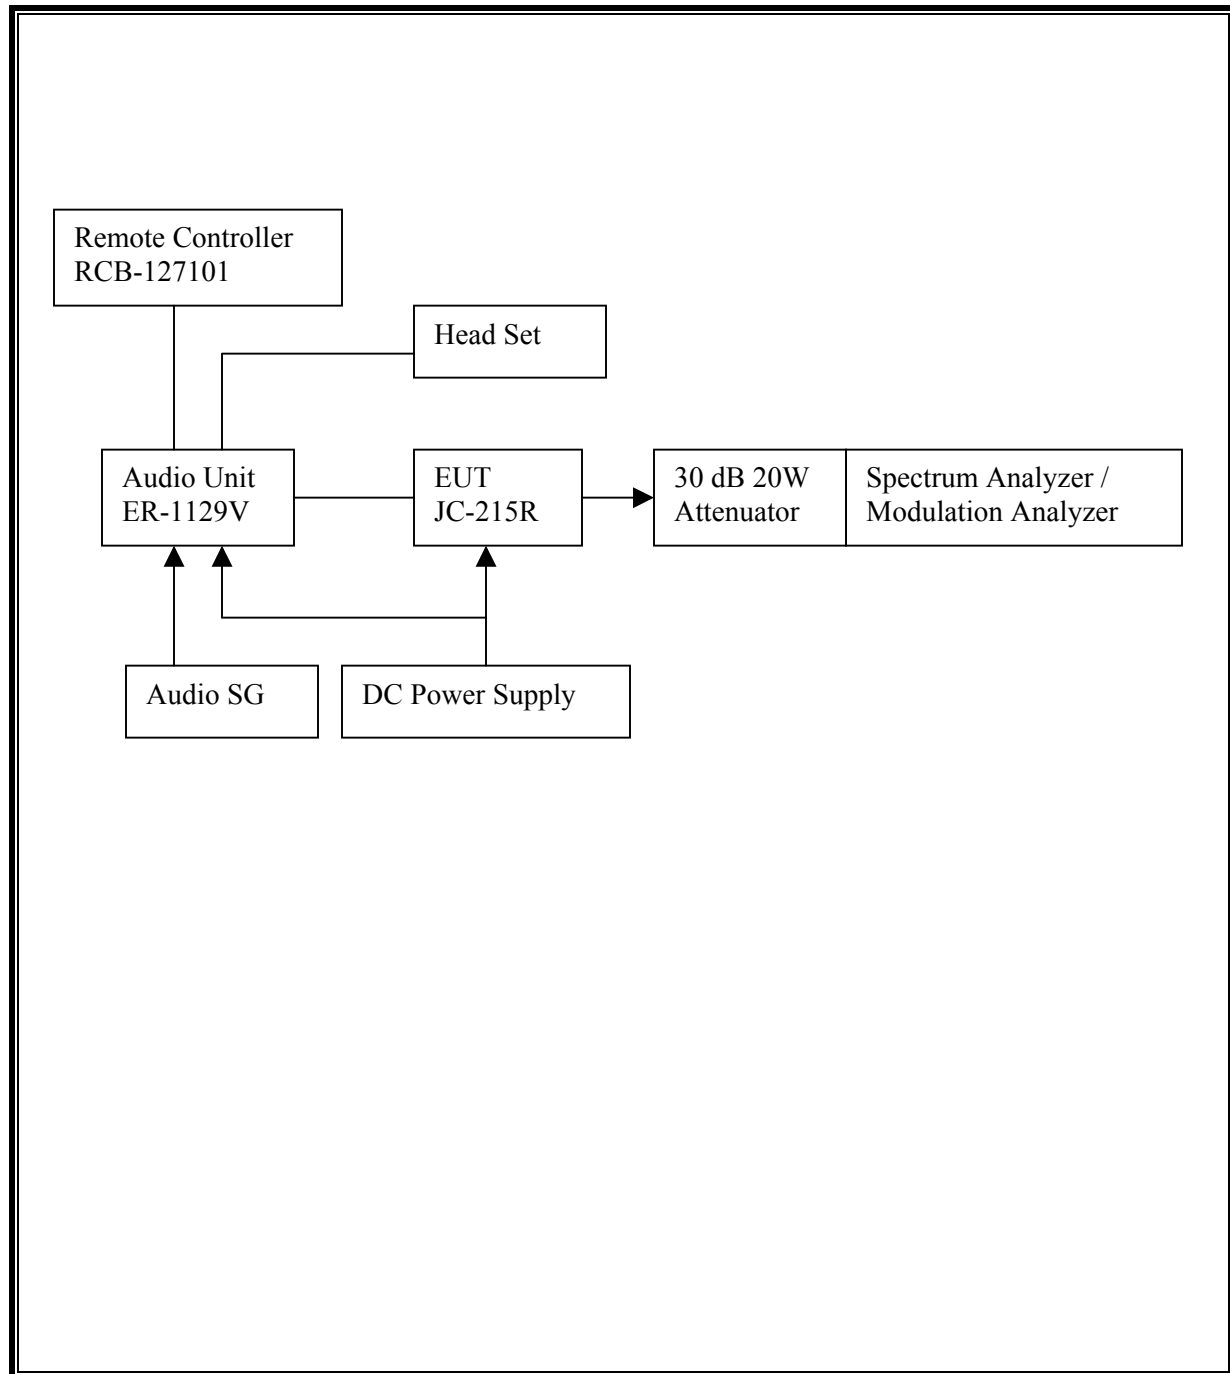 Remote Controller
RCB-127101
Head Set
Audio Unit
ER-1129V
EUT
JC-215R
30 dB 20W
Attenuator
Spectrum Analyzer /
Modulation Analyzer
Audio SG
DC Power Supply